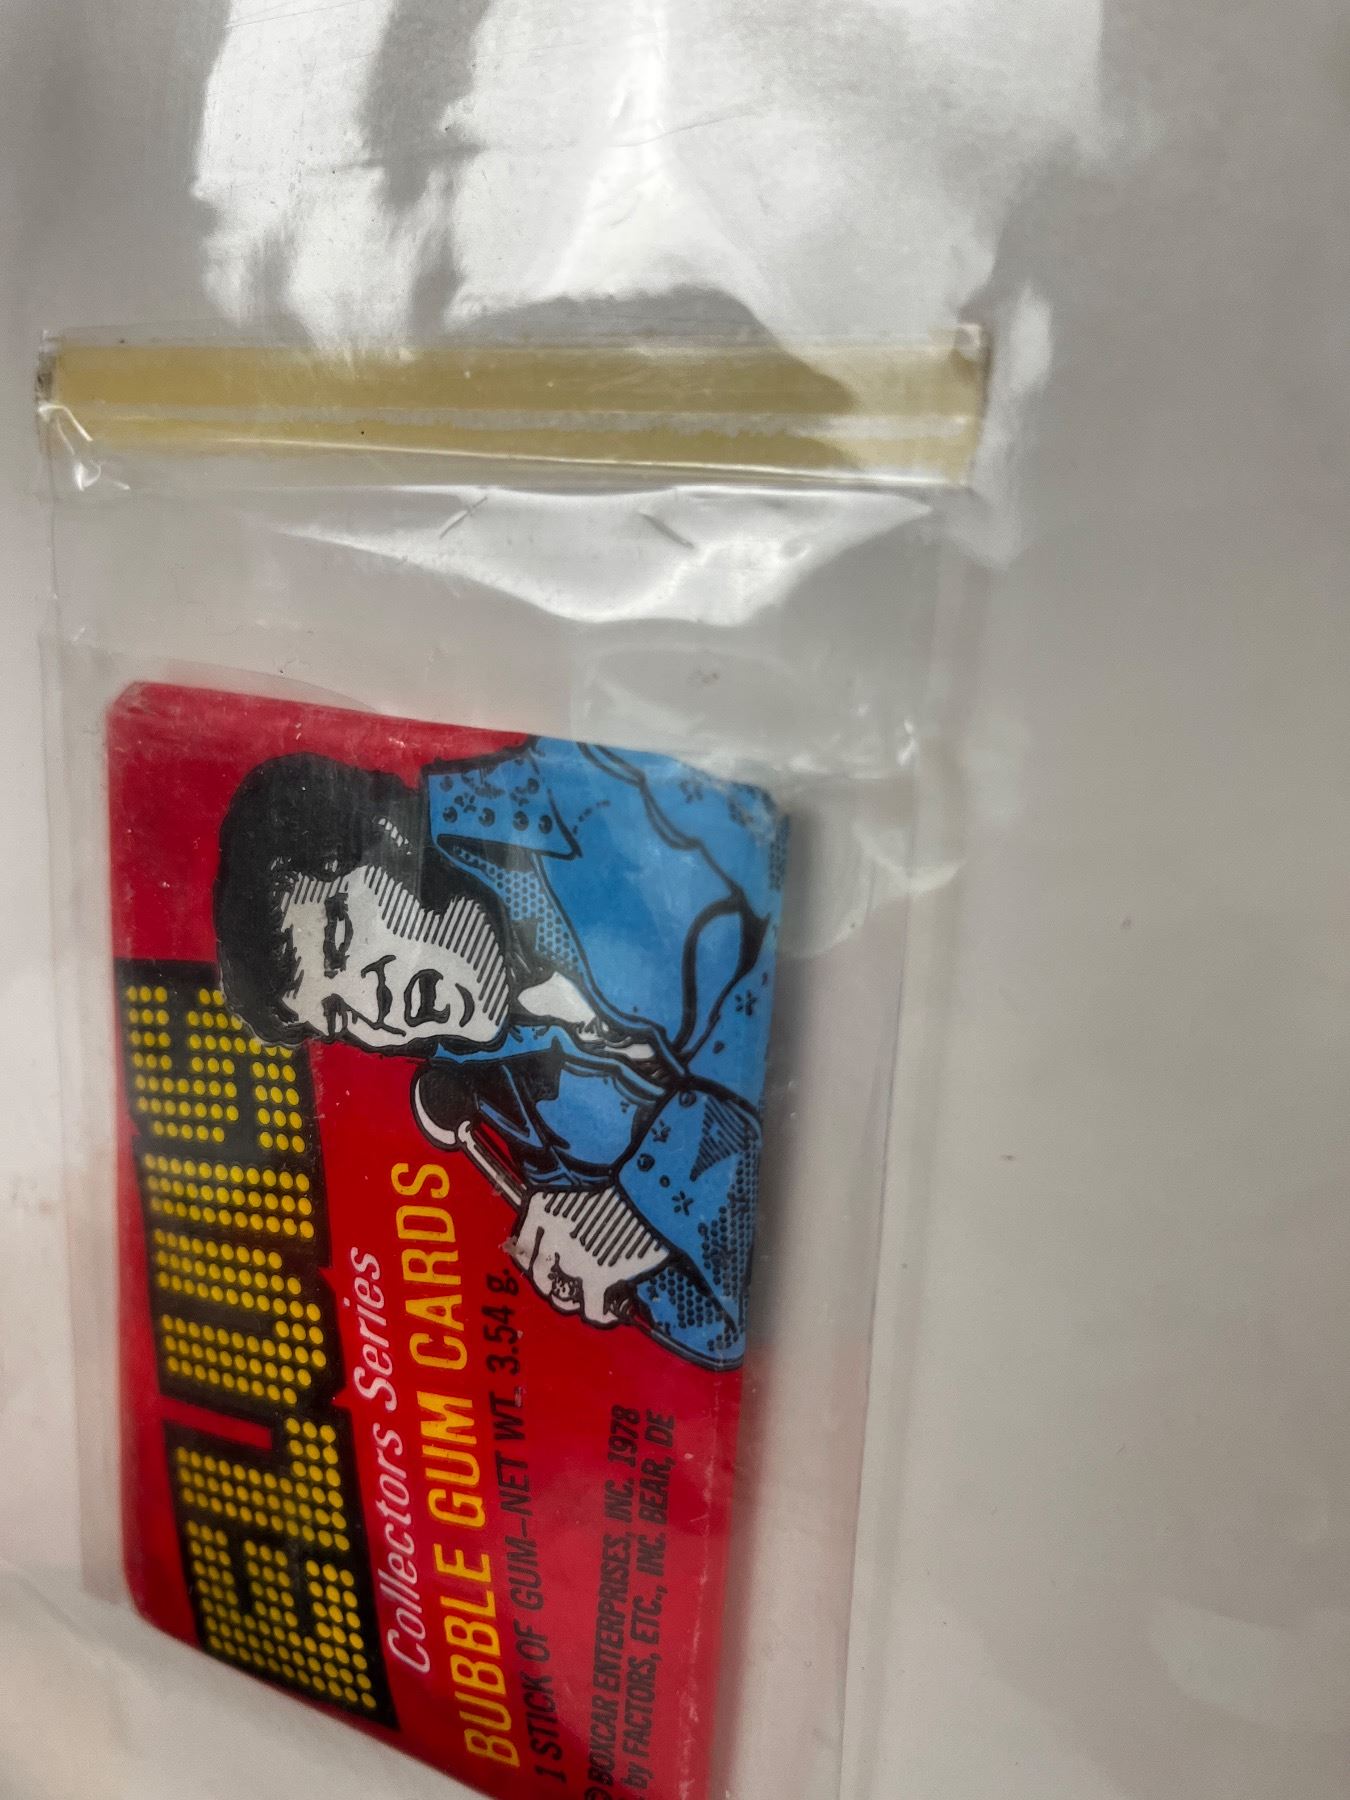 ELVIS
Collectors Series
BUBBLE GUM CARDS
1 STICK OF GUM–NET WT. 3.54 g.
© BOXCAR ENTERPRISES, INC. 1978
by FACTORS, ETC., INC. BEAR, DE